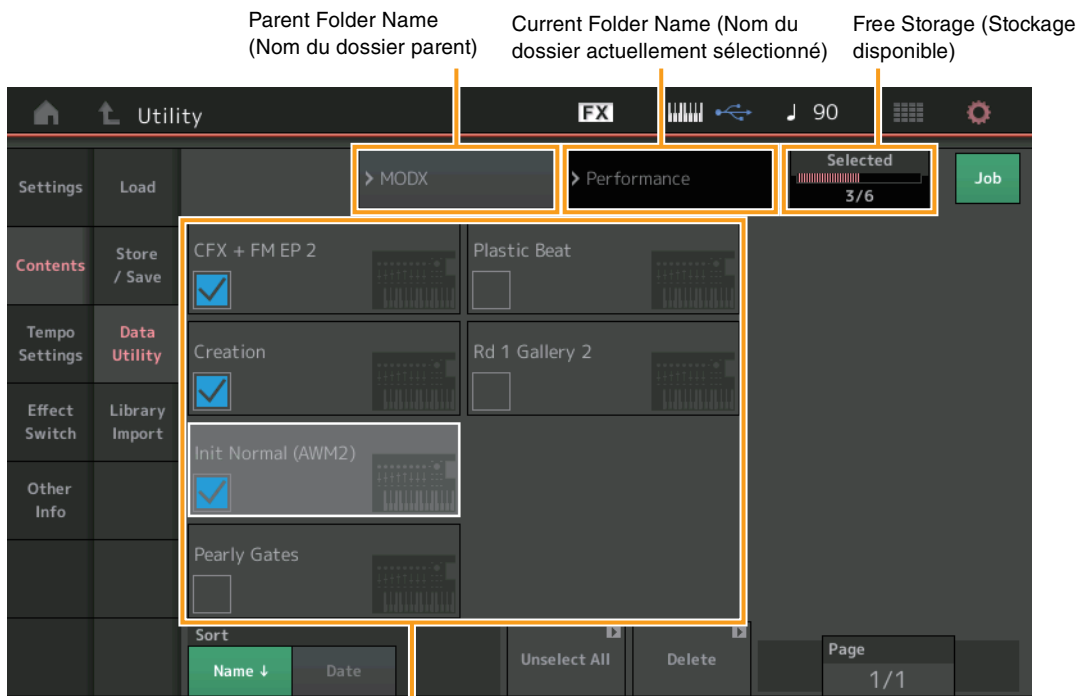 Parent Folder Name
(Nom du dossier parent)
Current Folder Name (Nom du
dossier actuellement sélectionné)
Free Storage (Stockage
disponible)
Utility
FX
90
Settings
Load
> MODX
> Performance
Selected
3/6
Job
Contents
Store
/ Save
CFX + FM EP 2
Plastic Beat
Tempo
Settings
Data
Utility
Creation
Rd 1 Gallery 2
Effect
Switch
Library
Import
Init Normal (AWM2)
Other
Info
Pearly Gates
Sort
Name ↓
Date
Unselect All
Delete
Page
1/1